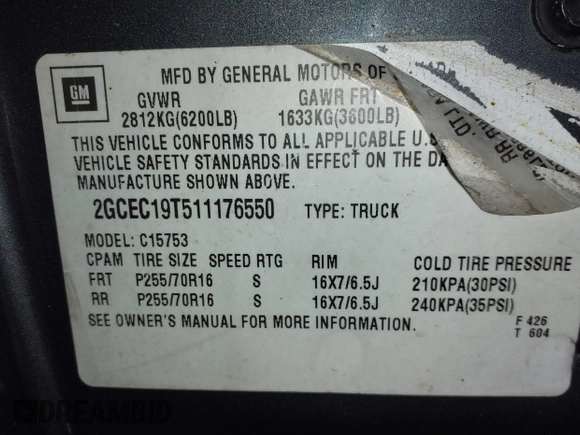 GM
MFD BY GENERAL MOTORS OF
GVWR GAWR FRT
2812KG(6200LB) 1633KG(3600LB)
THIS VEHICLE CONFORMS TO ALL APPLICABLE U.S
VEHICLE SAFETY STANDARDS IN EFFECT ON THE DA
MANUFACTURE SHOWN ABOVE.
2GCEC19T511176550 TYPE: TRUCK
MODEL: C15753
CPAM TIRE SIZE SPEED RTG RIM COLD TIRE PRESSURE
FRT P255/70R16 S 16X7/6.5J 210KPA(30PSI)
RR P255/70R16 S 16X7/6.5J 240KPA(35PSI)
SEE OWNER'S MANUAL FOR MORE INFORMATION.
F 426
T 604
DREAMBID